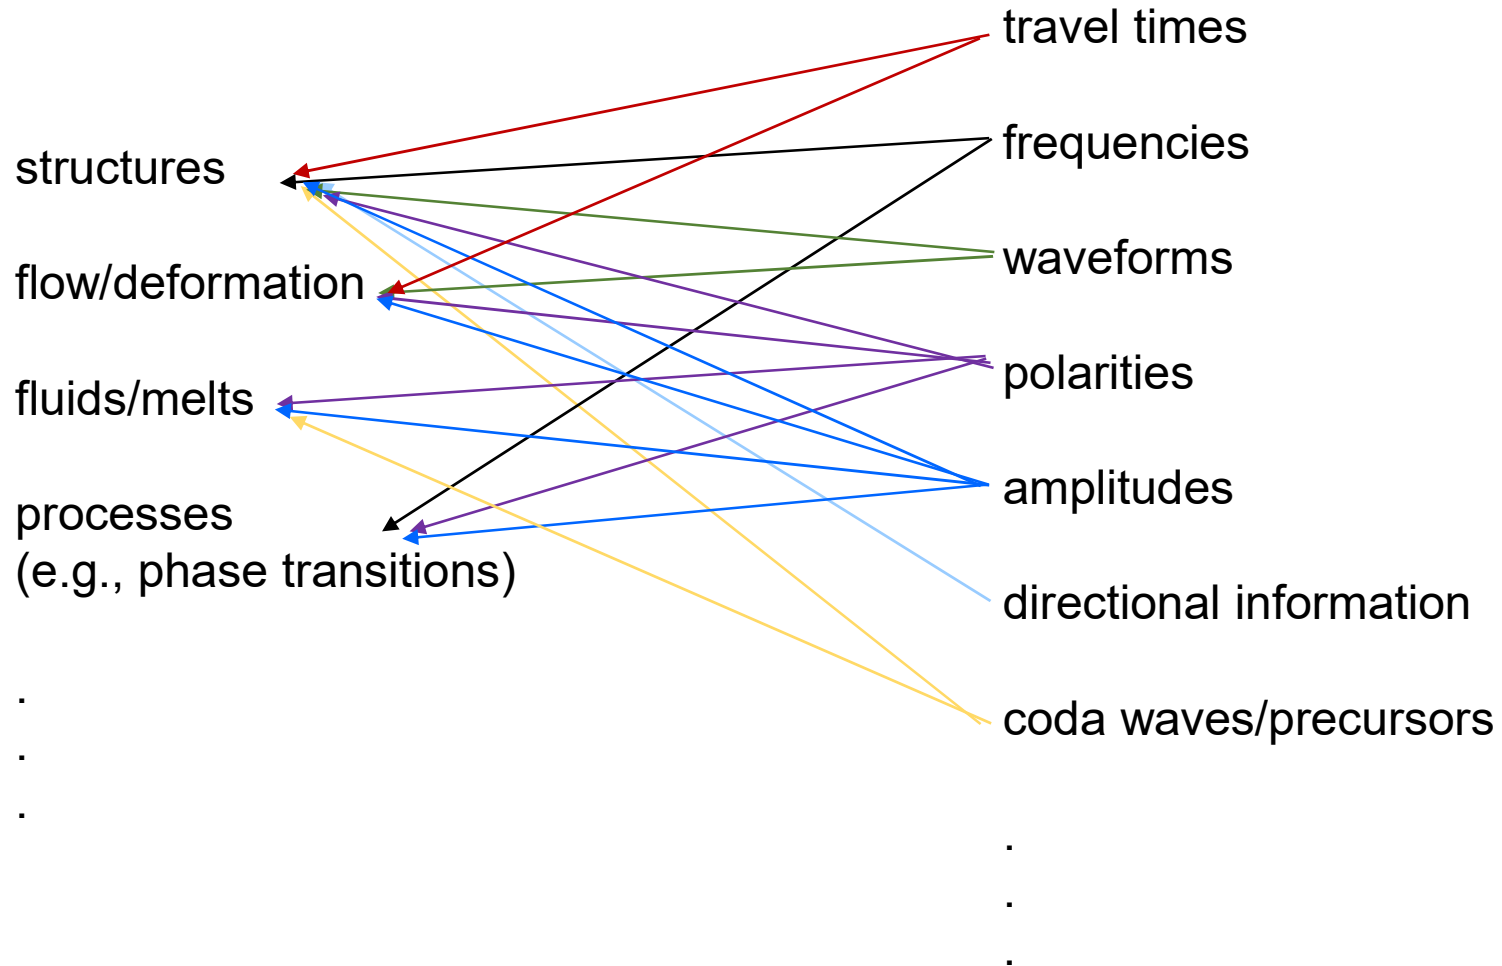 structures
flow/deformation
fluids/melts
processes
(e.g., phase transitions)
.
.
.
travel times
frequencies
waveforms
polarities
amplitudes
directional information
coda waves/precursors
.
.
.